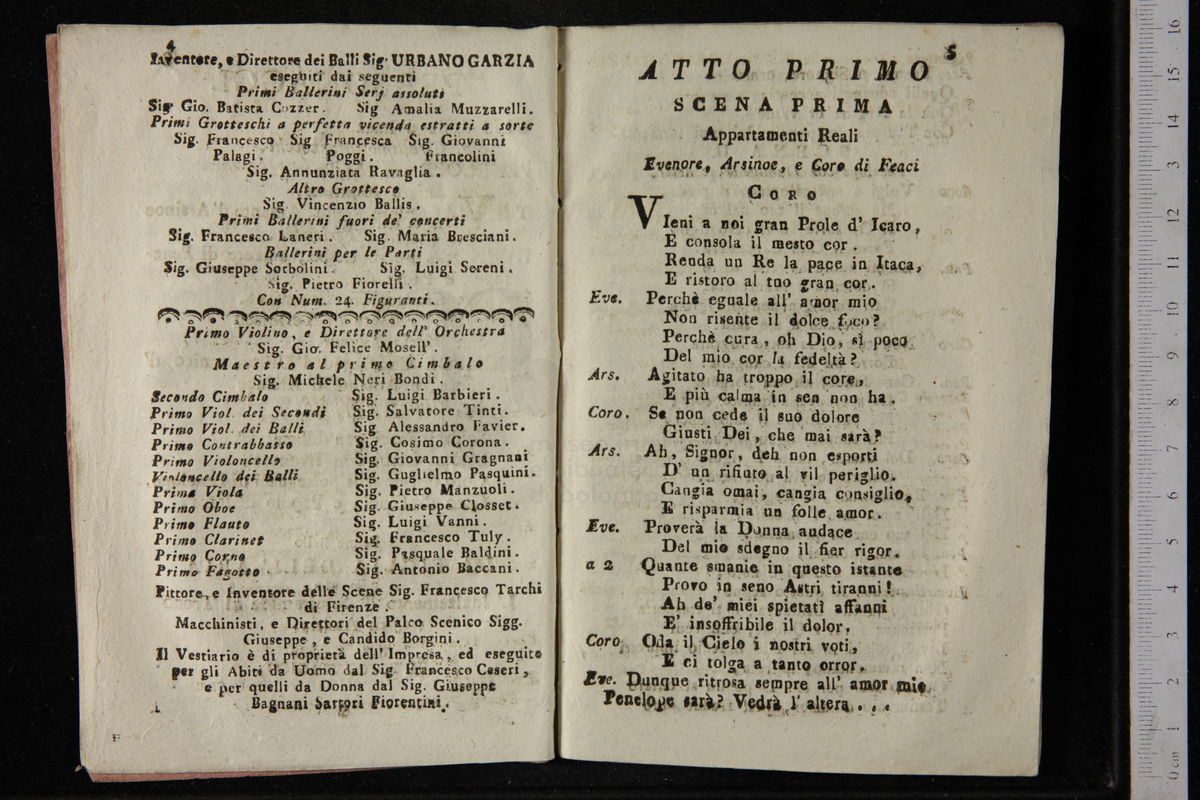 4
Inventore, e Direttore dei Balli Sig. URBANO GARZIA
eseguiti dai seguenti
Primi Ballerini Serj assoluti
Sig Gio. Batista Cozzer. Sig Amalia Muzzarelli.
Primi Grotteschi a perfetta vicenda estratti a sorte
Sig. Francesco Sig Francesca Sig. Giovanni
Palagi. Poggi. Francolini
Sig. Annunziata Ravaglia.
Altro Grottesco
Sig. Vincenzio Ballis.
Primi Ballerini fuori de' concerti
Sig. Francesco Laneri. Sig. Maria Bresciani.
Ballerini per le Parti
Sig. Giuseppe Sorbolini. Sig. Luigi Sereni.
Sig. Pietro Fiorelli.
Con Num. 24. Figuranti.
Primo Violino, e Direttore dell' Orchestra
Sig. Gio. Felice Mosell'.
Maestro al primo Cimbalo
Sig. Michele Neri Bondi.
Secondo Cimbalo Sig. Luigi Barbieri.
Primo Viol. dei Secondi Sig. Salvatore Tinti.
Primo Viol. dei Balli Sig Alessandro Favier.
Primo Contrabbasso Sig. Cosimo Corona.
Primo Violoncello Sig. Giovanni Gragnani
Violoncello dei Balli Sig. Guglielmo Pasquini.
Prima Viola Sig. Pietro Manzuoli.
Primo Oboe Sig. Giuseppe Closset.
Primo Flauto Sig. Luigi Vanni.
Primo Clarinet Sig. Francesco Tuly.
Primo Corno Sig. Pasquale Baldini.
Primo Fagotto Sig. Antonio Baccani.
Pittore, e Inventore delle Scene Sig. Francesco Tarchi
di Firenze.
Macchinisti, e Direttori del Palco Scenico Sigg.
Giuseppe, e Candido Borgini.
Il Vestiario è di proprietà dell' Impresa, ed eseguito
per gli Abiti da Uomo dal Sig. Francesco Ceseri,
e per quelli da Donna dal Sig. Giuseppe
Bagnani Sartori Fiorentini.
5
ATTO PRIMO
SCENA PRIMA
Appartamenti Reali
Evenore, Arsinoe, e Coro di Feaci
CORO
VIeni a noi gran Prole d' Icaro,
E consola il mesto cor.
Renda un Re la pace in Itaca,
E ristoro al tuo gran cor.
Eve. Perchè eguale all' amor mio
Non risente il dolce foco?
Perchè cura, oh Dio, sì poco
Del mio cor la fedeltà?
Ars. Agitato ha troppo il core,
E più calma in sen non ha.
Coro. Se non cede il suo dolore
Giusti Dei, che mai sarà?
Ars. Ah, Signor, deh non esporti
D' un rifiuto al vil periglio.
Cangia omai, cangia consiglio,
E risparmia un folle amor.
Eve. Proverà la Donna audace
Del mio sdegno il fier rigor.
a 2 Quante smanie in questo istante
Provo in seno Astri tiranni!
Ah de' miei spietati affanni
E' insoffribile il dolor.
Coro Oda il Cielo i nostri voti,
E ci tolga a tanto orror.
Eve. Dunque ritrosa sempre all' amor mio
Penelope sarà? Vedrà l' altera...
0 cm 1 2 3 4 5 6 7 8 9 10 11 12 13 14 15 16